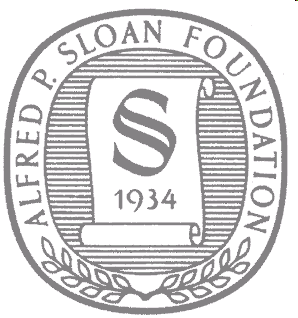 ALFRED P. SLOAN FOUNDATION
S
1934